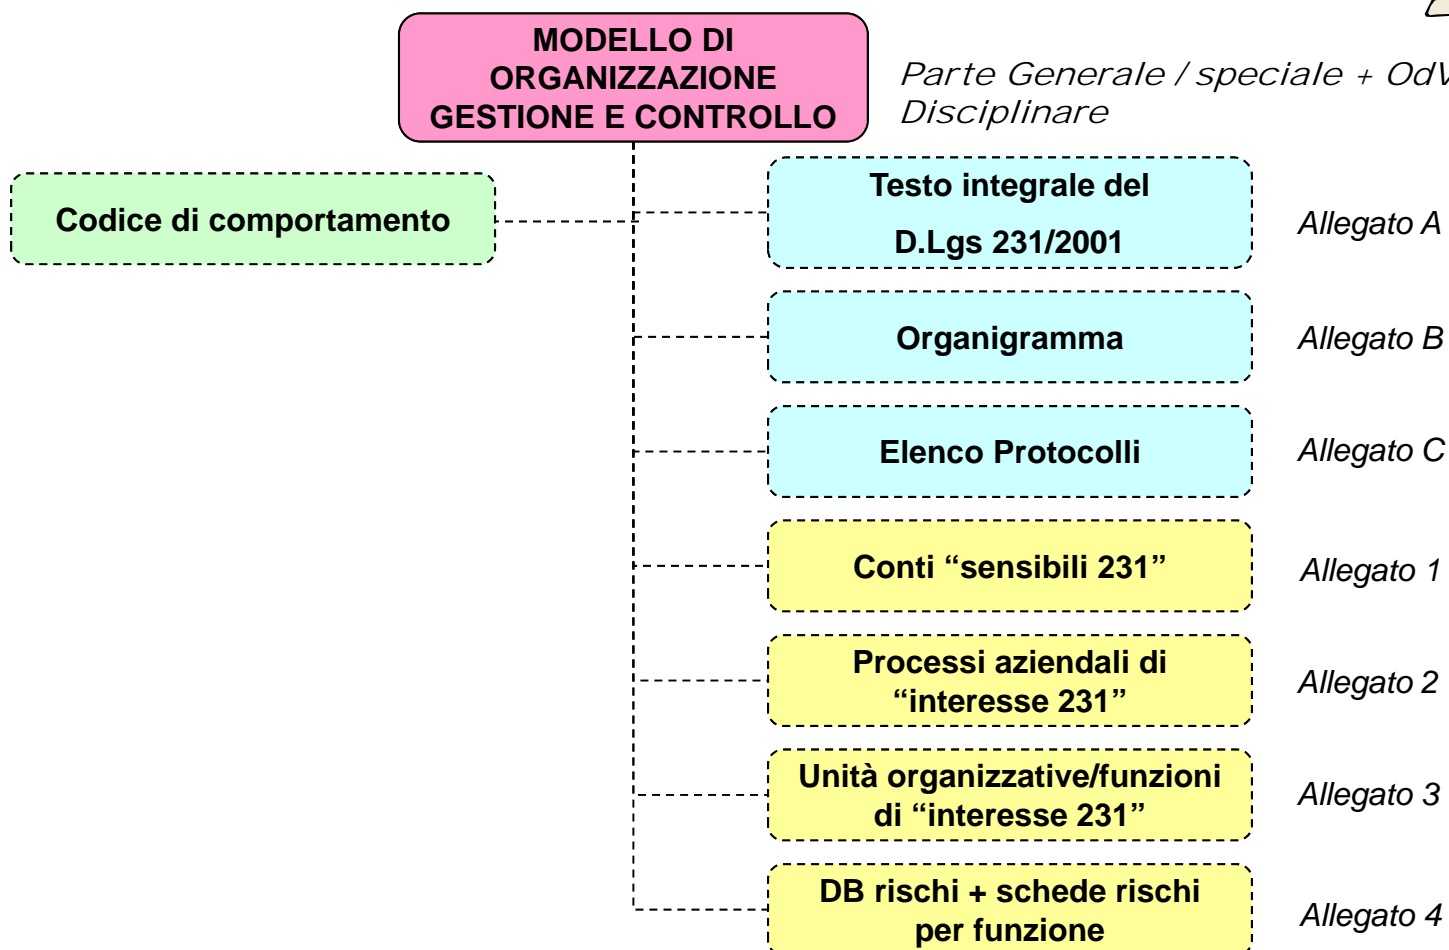 MODELLO DI
ORGANIZZAZIONE
GESTIONE E CONTROLLO
Parte Generale / speciale + OdV
Disciplinare
Codice di comportamento
Testo integrale del
D.Lgs 231/2001
Allegato A
Organigramma
Allegato B
Elenco Protocolli
Allegato C
Conti “sensibili 231”
Allegato 1
Processi aziendali di
“interesse 231”
Allegato 2
Unità organizzative/funzioni
di “interesse 231”
Allegato 3
DB rischi + schede rischi
per funzione
Allegato 4